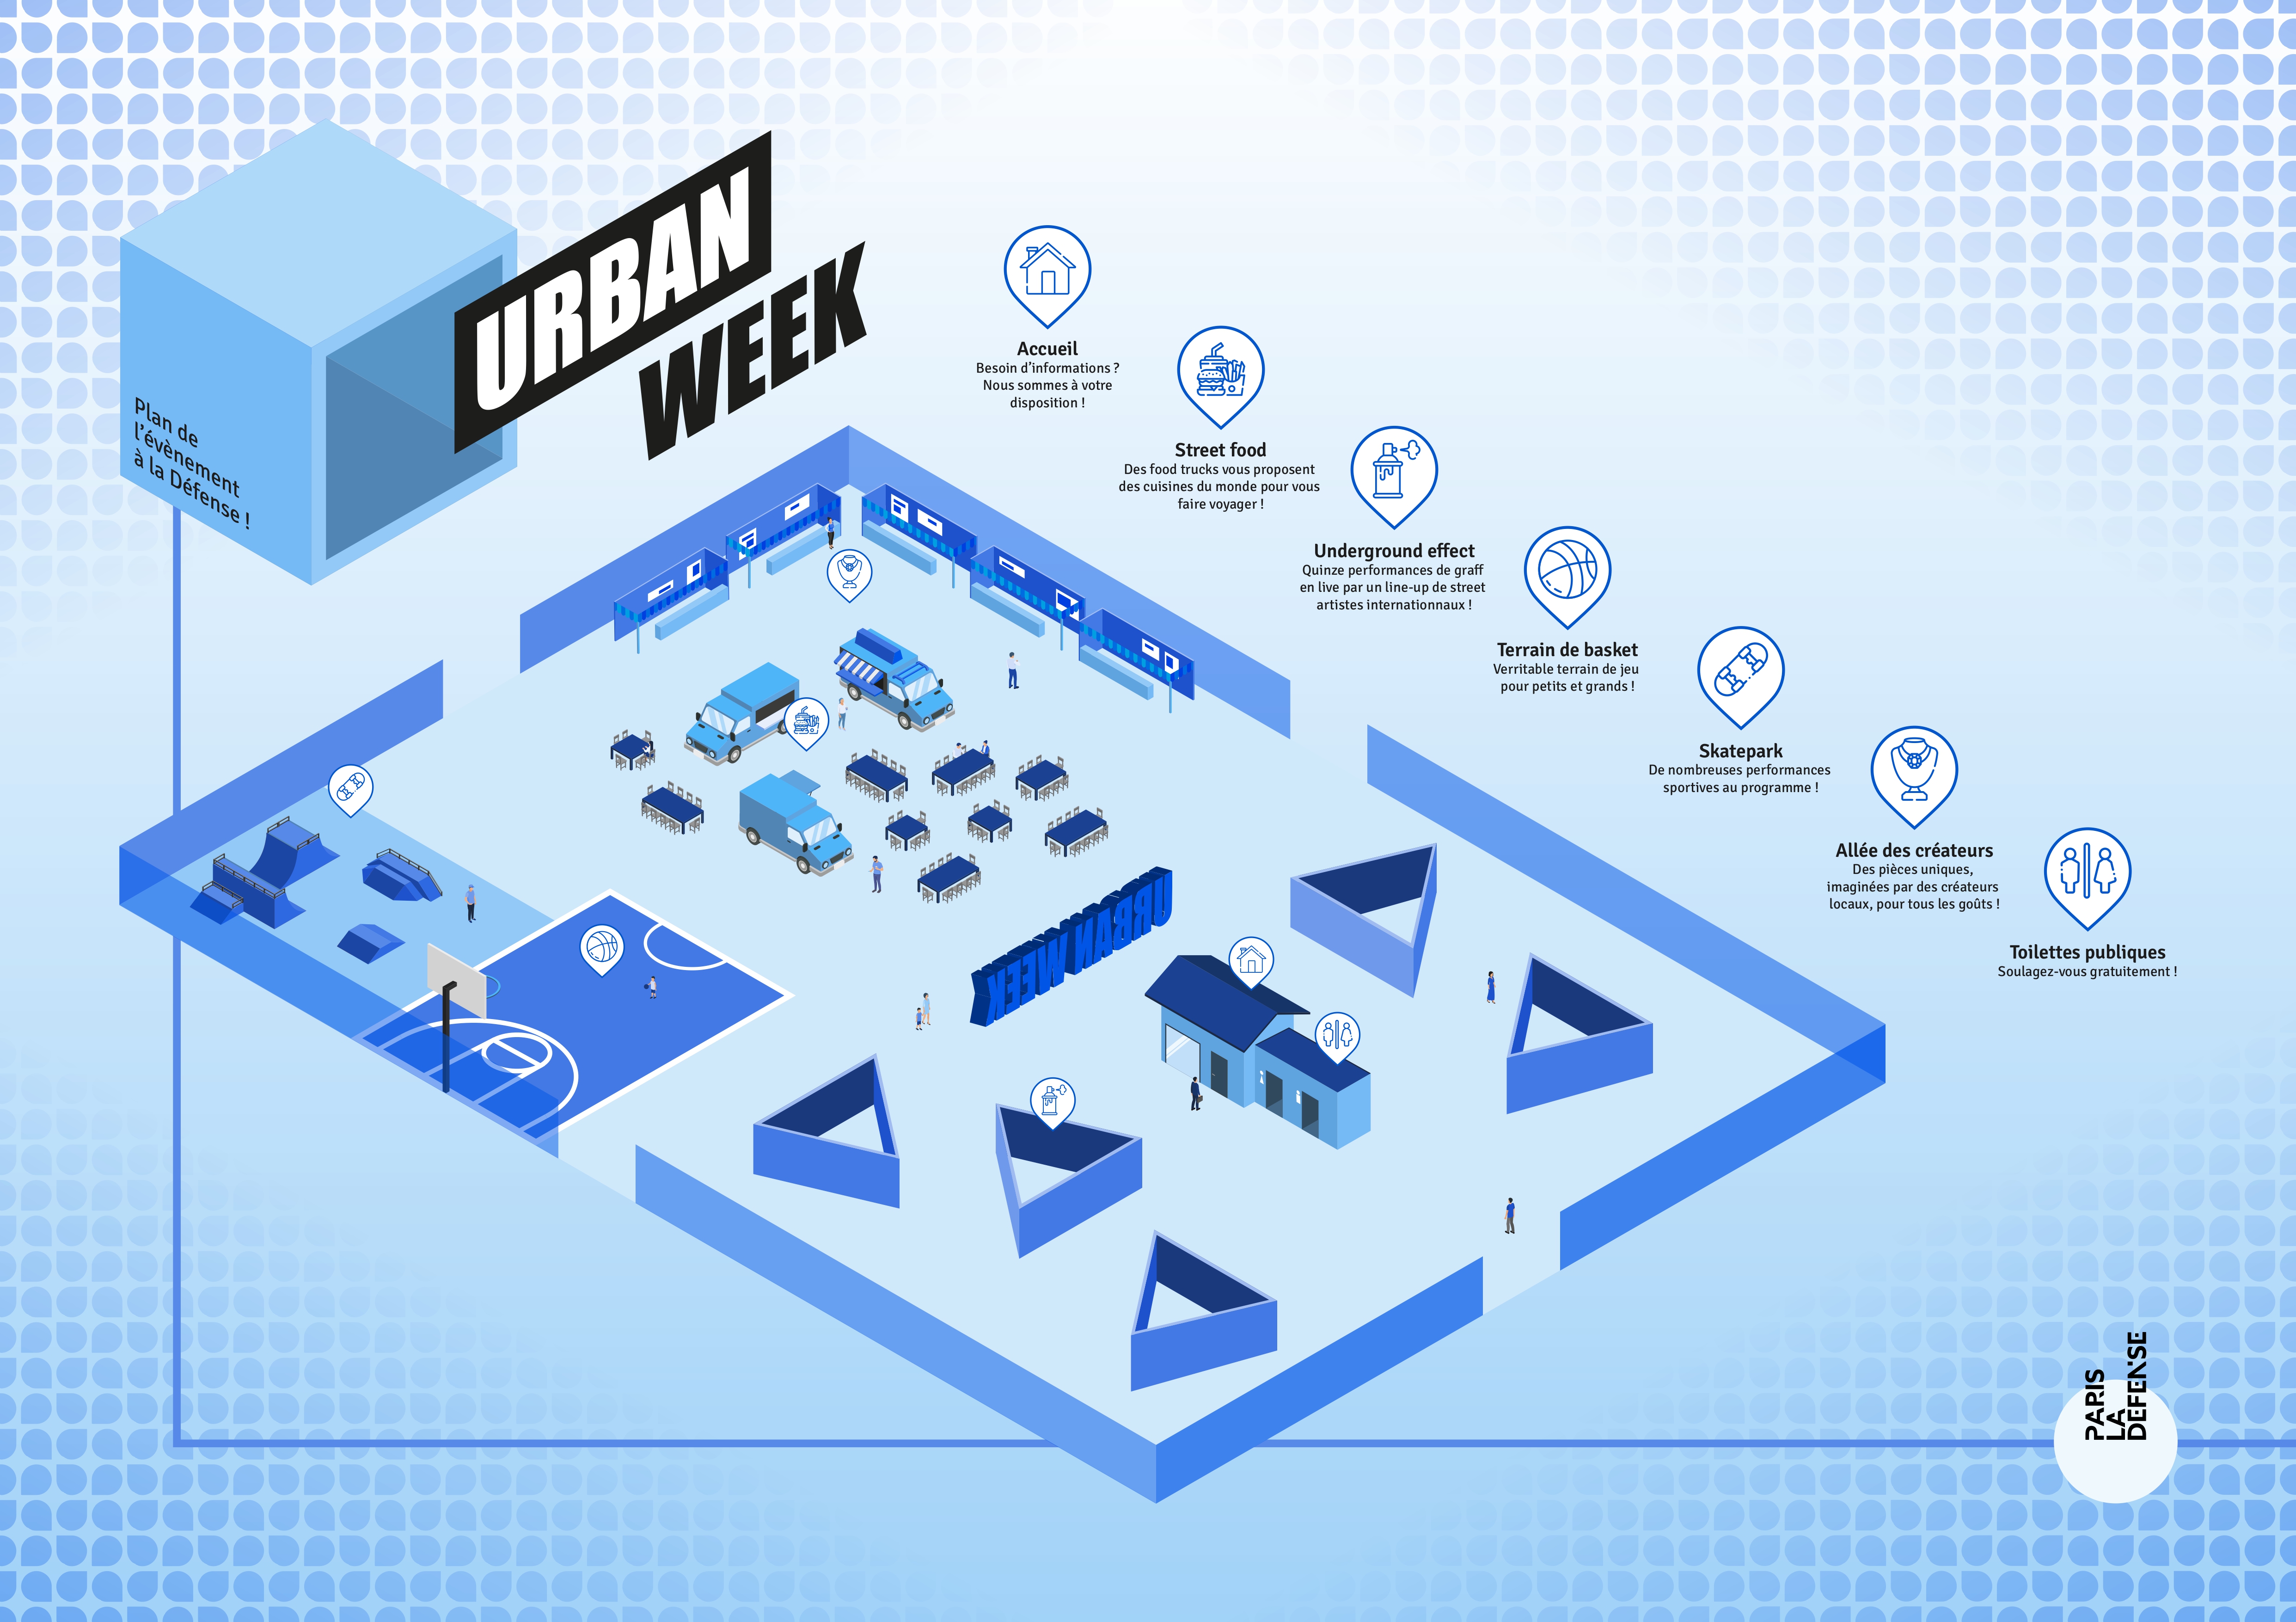 URBAN
WEEK
Plan de
l'évènement
à la Défense !
Accueil
Besoin d'informations ?
Nous sommes à votre
disposition !
Street food
Des food trucks vous proposent
des cuisines du monde pour vous
faire voyager !
Underground effect
Quinze performances de graff
en live par un line-up de street
artistes internationnaux !
Terrain de basket
Verritable terrain de jeu
pour petits et grands !
Skatepark
De nombreuses performances
sportives au programme !
Allée des créateurs
Des pièces uniques,
imaginées par des créateurs
locaux, pour tous les goûts !
Toilettes publiques
Soulagez-vous gratuitement !
URBAN WEEK
PARIS
LA
DEFENSE